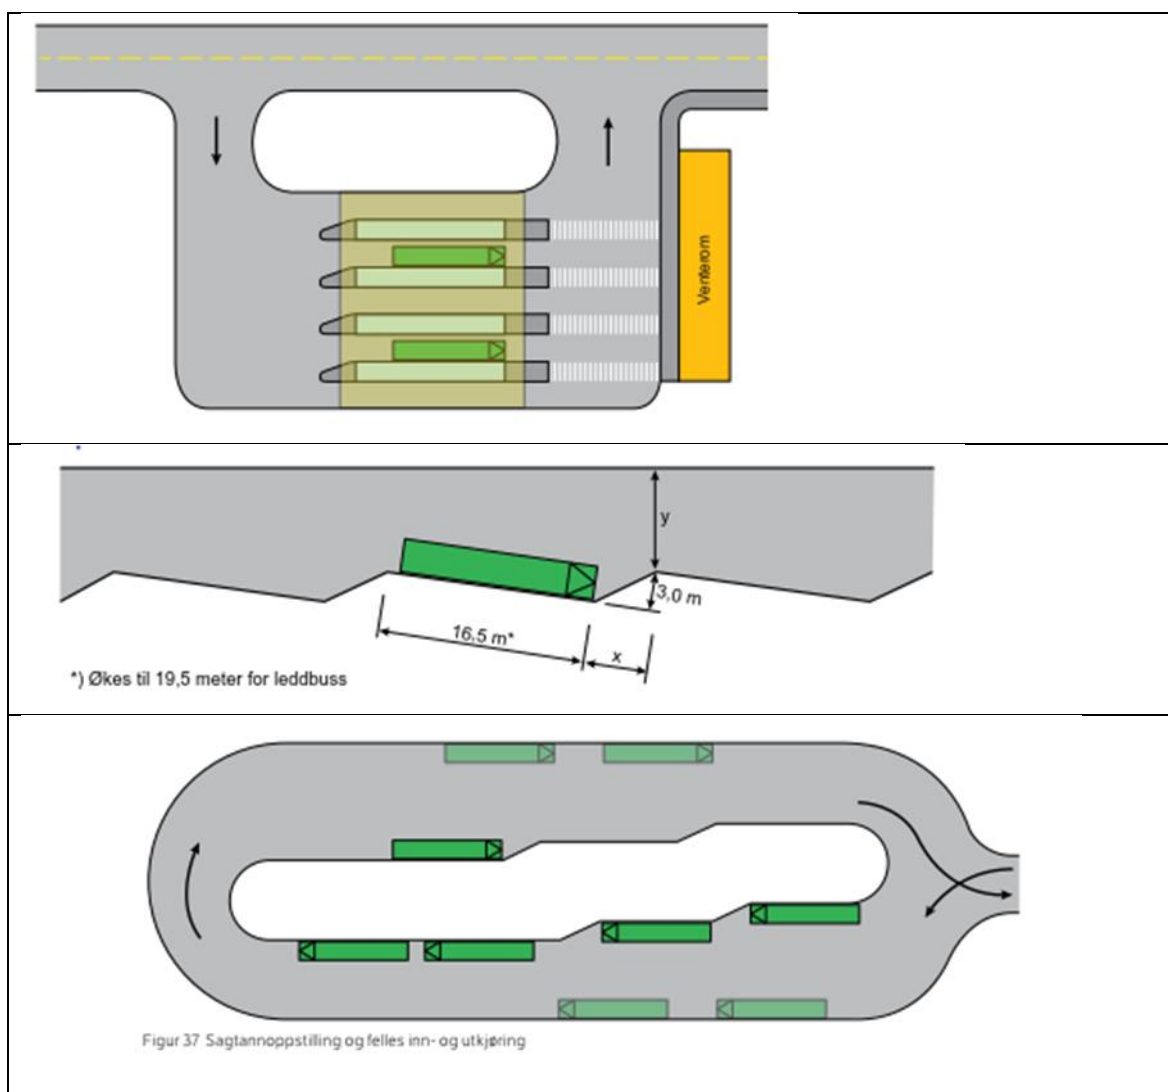 Venterom
y
3,0 m
16,5 m*
x
*) Økes til 19,5 meter for leddbuss
Figur 37 Sagtannoppstilling og felles inn- og utkjøring